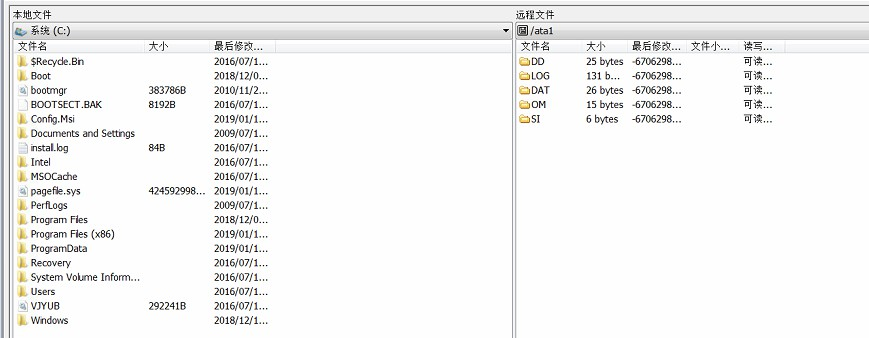 本地文件
系统 (C:)
文件名 大小 最后修改...
$Recycle.Bin 2016/07/1...
Boot 2018/12/0...
bootmgr 383786B 2010/11/2...
BOOTSECT.BAK 8192B 2016/07/1...
Config.Msi 2019/01/1...
Documents and Settings 2009/07/1...
install.log 84B 2016/07/1...
Intel 2016/07/1...
MSOCache 2016/07/1...
pagefile.sys 424592998... 2019/01/1...
PerfLogs 2009/07/1...
Program Files 2018/12/0...
Program Files (x86) 2019/01/1...
ProgramData 2019/01/1...
Recovery 2016/07/1...
System Volume Inform... 2016/07/1...
Users 2016/07/1...
VJYUB 292241B 2016/07/1...
Windows 2018/12/1...
远程文件
/ata1
文件名 大小 最后修改... 文件小... 读写...
DD 25 bytes -6706298... 可读...
LOG 131 b... -6706298... 可读...
DAT 26 bytes -6706298... 可读...
OM 15 bytes -6706298... 可读...
SI 6 bytes -6706298... 可读...